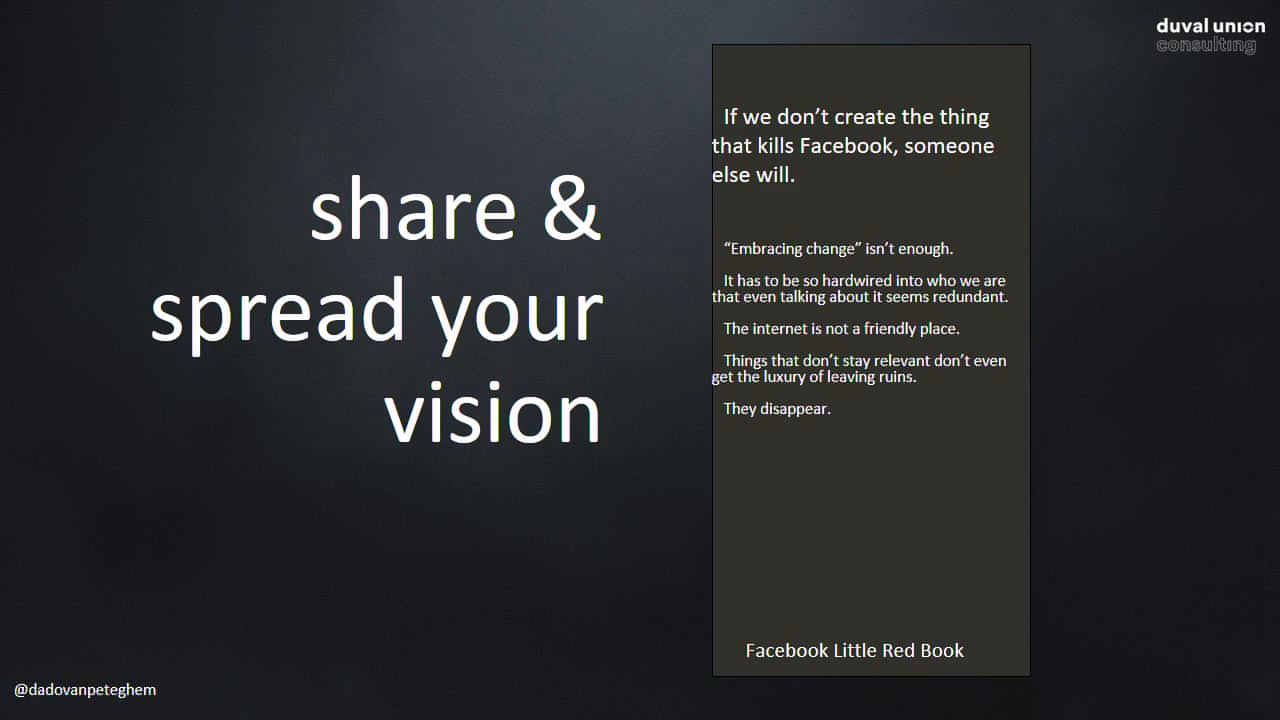 duval union
consulting
share &
spread your
vision
If we don’t create the thing
that kills Facebook, someone
else will.
“Embracing change” isn’t enough.
It has to be so hardwired into who we are
that even talking about it seems redundant.
The internet is not a friendly place.
Things that don’t stay relevant don’t even
get the luxury of leaving ruins.
They disappear.
Facebook Little Red Book
@dadovanpeteghem